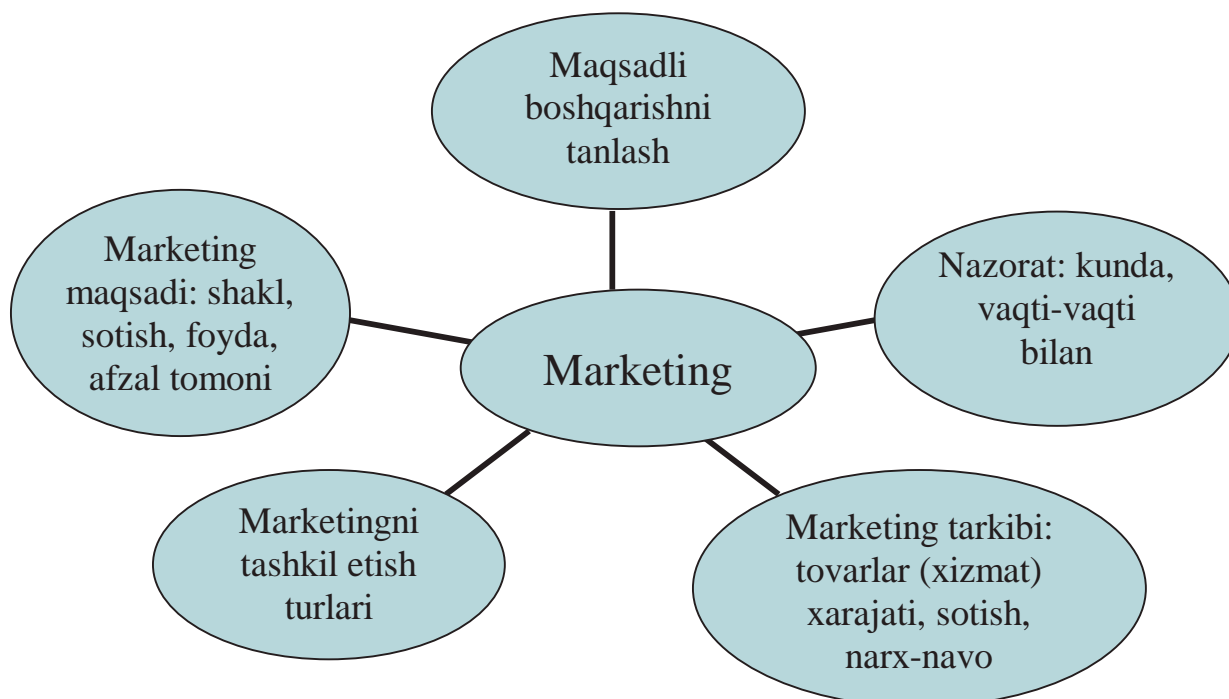 Maqsadli
boshqarishni
tanlash
Marketing
maqsadi: shakl,
sotish, foyda,
afzal tomoni
Nazorat: kunda,
vaqti-vaqti
bilan
Marketing
Marketingni
tashkil etish
turlari
Marketing tarkibi:
tovarlar (xizmat)
xarajati, sotish,
narx-navo